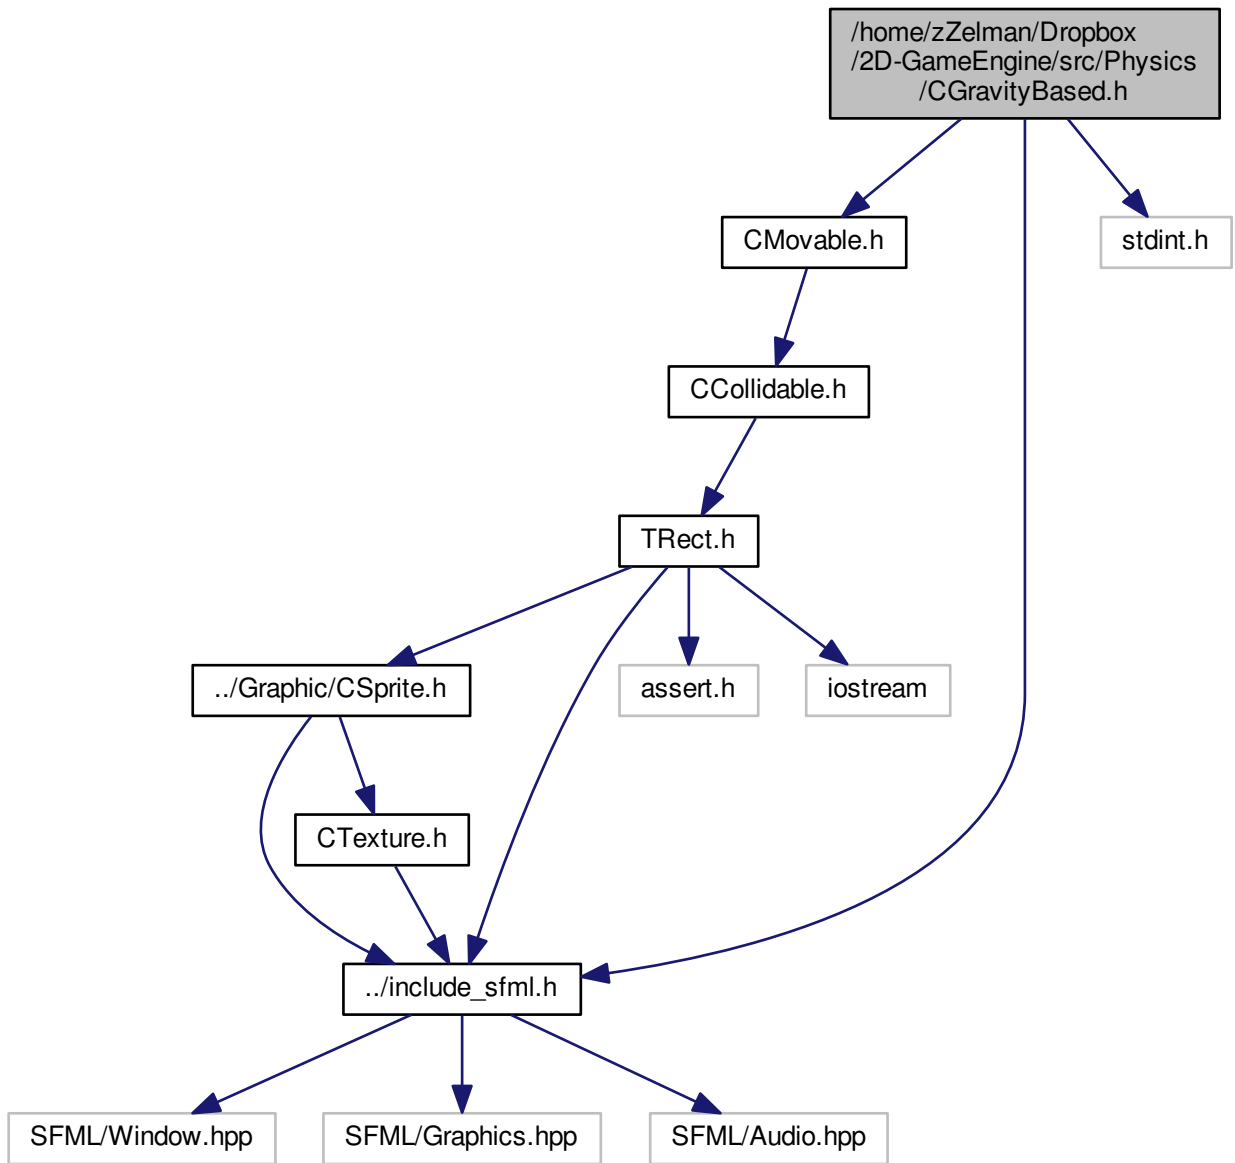 /home/zZelman/Dropbox
/2D-GameEngine/src/Physics
/CGravityBased.h
CMovable.h
stdint.h
CCollidable.h
TRect.h
../Graphic/CSprite.h
assert.h
iostream
CTexture.h
../include_sfml.h
SFML/Window.hpp
SFML/Graphics.hpp
SFML/Audio.hpp